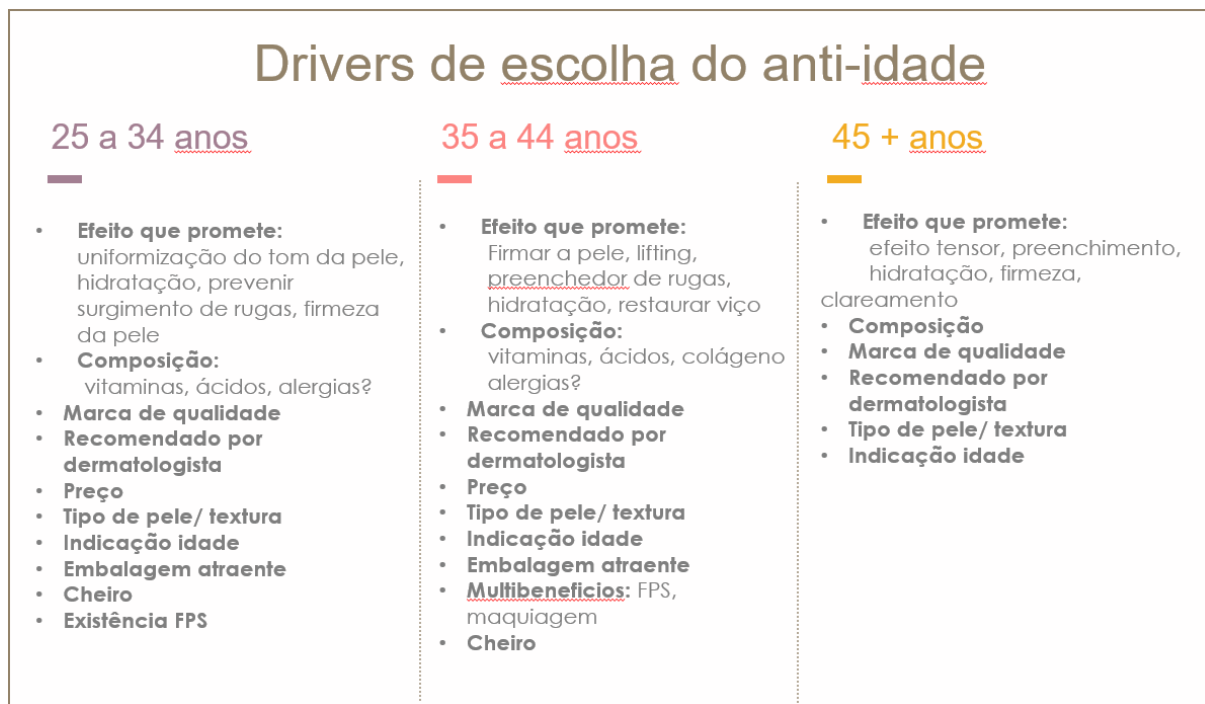 Drivers de escolha do anti-idade
25 a 34 anos
• Efeito que promete:
uniformização do tom da pele,
hidratação, prevenir
surgimento de rugas, firmeza
da pele
• Composição:
vitaminas, ácidos, alergias?
• Marca de qualidade
• Recomendado por
dermatologista
• Preço
• Tipo de pele/ textura
• Indicação idade
• Embalagem atraente
• Cheiro
• Existência FPS
35 a 44 anos
• Efeito que promete:
Firmar a pele, lifting,
preenchedor de rugas,
hidratação, restaurar viço
• Composição:
vitaminas, ácidos, colágeno
alergias?
• Marca de qualidade
• Recomendado por
dermatologista
• Preço
• Tipo de pele/ textura
• Indicação idade
• Embalagem atraente
• Multibeneficios: FPS,
maquiagem
• Cheiro
45 + anos
• Efeito que promete:
efeito tensor, preenchimento,
hidratação, firmeza,
clareamento
• Composição
• Marca de qualidade
• Recomendado por
dermatologista
• Tipo de pele/ textura
• Indicação idade